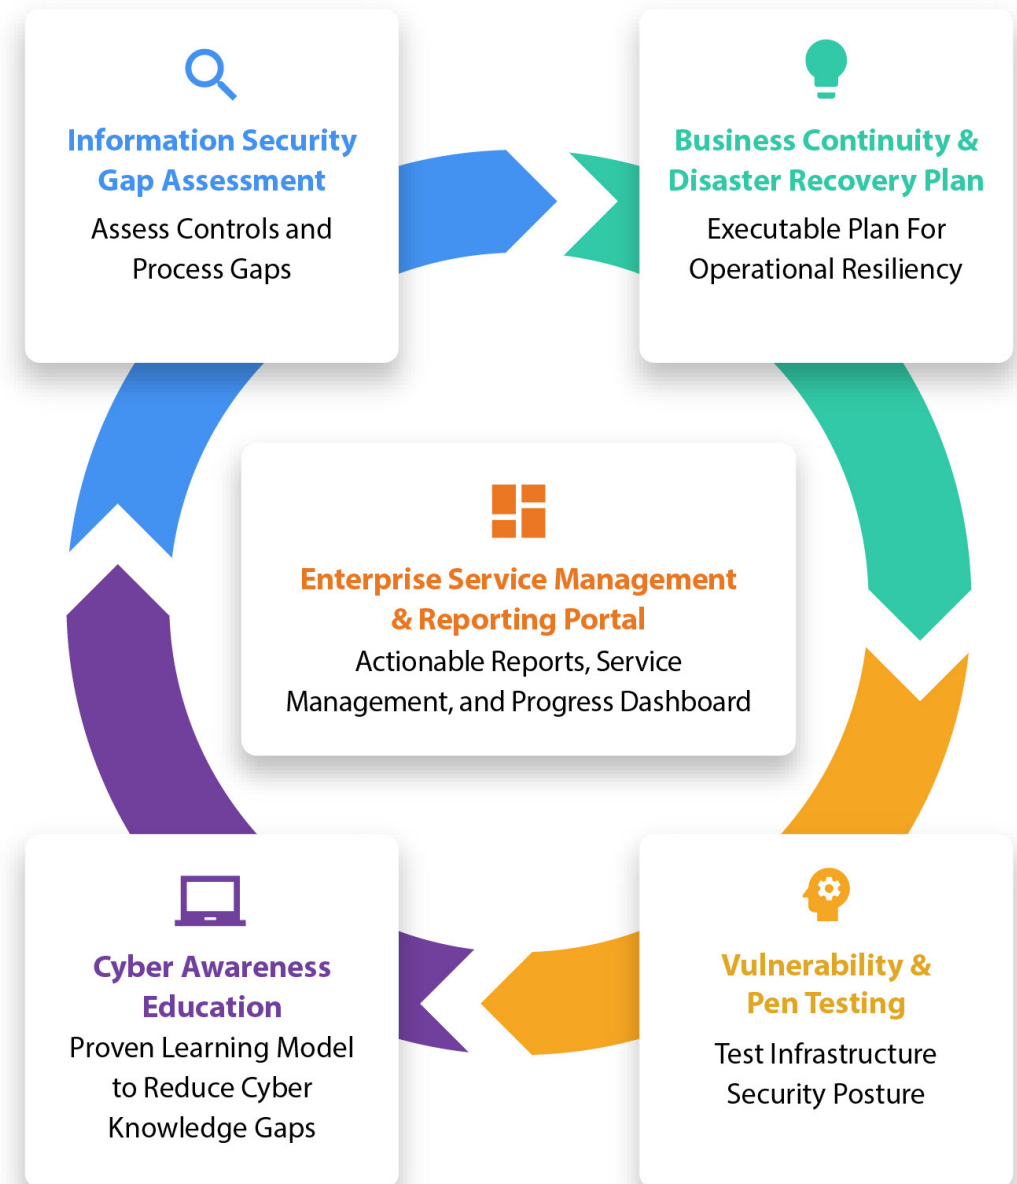 Information Security
Gap Assessment
Assess Controls and
Process Gaps
Business Continuity &
Disaster Recovery Plan
Executable Plan For
Operational Resiliency
Enterprise Service Management
& Reporting Portal
Actionable Reports, Service
Management, and Progress Dashboard
Cyber Awareness
Education
Proven Learning Model
to Reduce Cyber
Knowledge Gaps
Vulnerability &
Pen Testing
Test Infrastructure
Security Posture